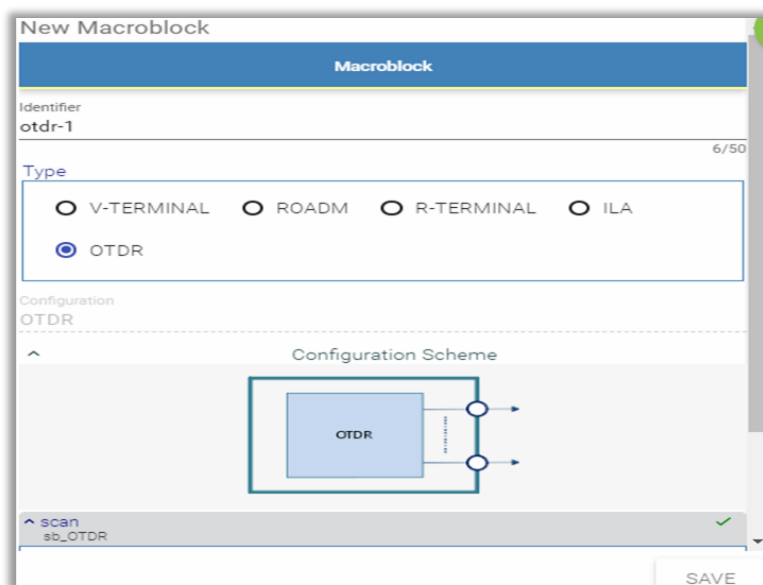 New Macroblock
Macroblock
Identifier
otdr-1
6/50
Type
V-TERMINAL ROADM R-TERMINAL ILA
OTDR
Configuration
OTDR
Configuration Scheme
OTDR
scan
sb_OTDR
SAVE